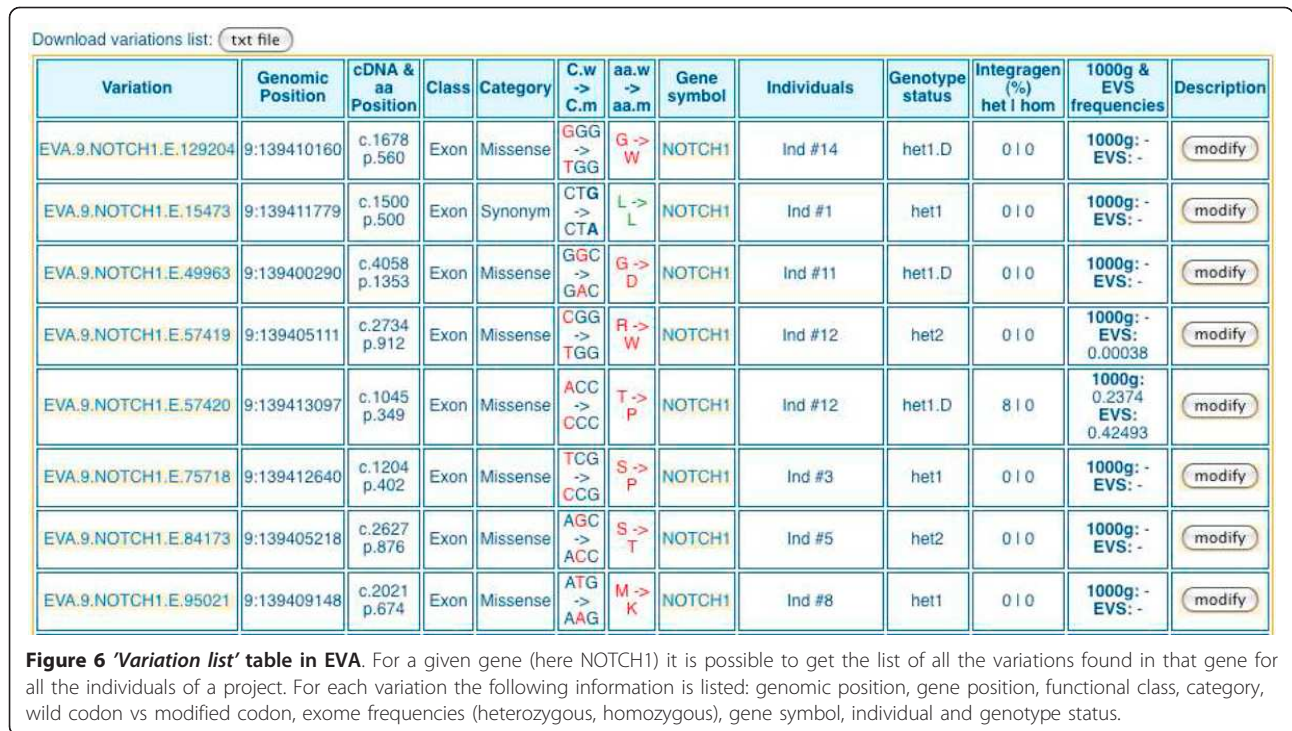 Download variations list: txt file
Variation Genomic Position cDNA & aa Position Class Category C.w -> C.m aa.w -> aa.m Gene symbol Individuals Genotype status Integragen (%) het I hom 1000g & EVS frequencies Description
EVA.9.NOTCH1.E.129204 9:139410160 c.1678 p.560 Exon Missense GGG -> TGG G -> W NOTCH1 Ind #14 het1.D 0 I 0 1000g: - EVS: - modify
EVA.9.NOTCH1.E.15473 9:139411779 c.1500 p.500 Exon Synonym CTG -> CTA L -> L NOTCH1 Ind #1 het1 0 I 0 1000g: - EVS: - modify
EVA.9.NOTCH1.E.49963 9:139400290 c.4058 p.1353 Exon Missense GGC -> GAC G -> D NOTCH1 Ind #11 het1.D 0 I 0 1000g: - EVS: - modify
EVA.9.NOTCH1.E.57419 9:139405111 c.2734 p.912 Exon Missense CGG -> TGG R -> W NOTCH1 Ind #12 het2 0 I 0 1000g: - EVS: 0.00038 modify
EVA.9.NOTCH1.E.57420 9:139413097 c.1045 p.349 Exon Missense ACC -> CCC T -> P NOTCH1 Ind #12 het1.D 8 I 0 1000g: 0.2374 EVS: 0.42493 modify
EVA.9.NOTCH1.E.75718 9:139412640 c.1204 p.402 Exon Missense TCG -> CCG S -> P NOTCH1 Ind #3 het1 0 I 0 1000g: - EVS: - modify
EVA.9.NOTCH1.E.84173 9:139405218 c.2627 p.876 Exon Missense AGC -> ACC S -> T NOTCH1 Ind #5 het2 0 I 0 1000g: - EVS: - modify
EVA.9.NOTCH1.E.95021 9:139409148 c.2021 p.674 Exon Missense ATG -> AAG M -> K NOTCH1 Ind #8 het1 0 I 0 1000g: - EVS: - modify
Figure 6 'Variation list' table in EVA. For a given gene (here NOTCH1) it is possible to get the list of all the variations found in that gene for
all the individuals of a project. For each variation the following information is listed: genomic position, gene position, functional class, category,
wild codon vs modified codon, exome frequencies (heterozygous, homozygous), gene symbol, individual and genotype status.